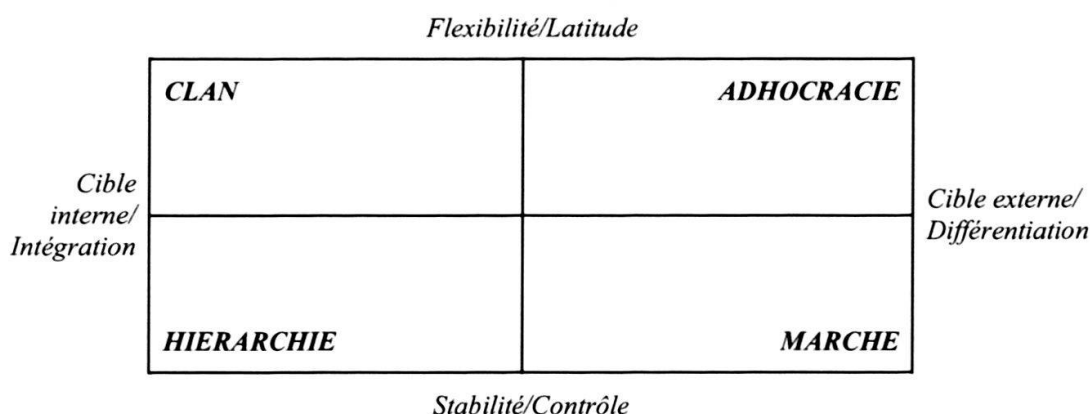 Flexibilité/Latitude
CLAN
ADHOCRACIE
Cible
interne/
Intégration
Cible externe/
Différentiation
HIERARCHIE
MARCHE
Stabilité/Contrôle